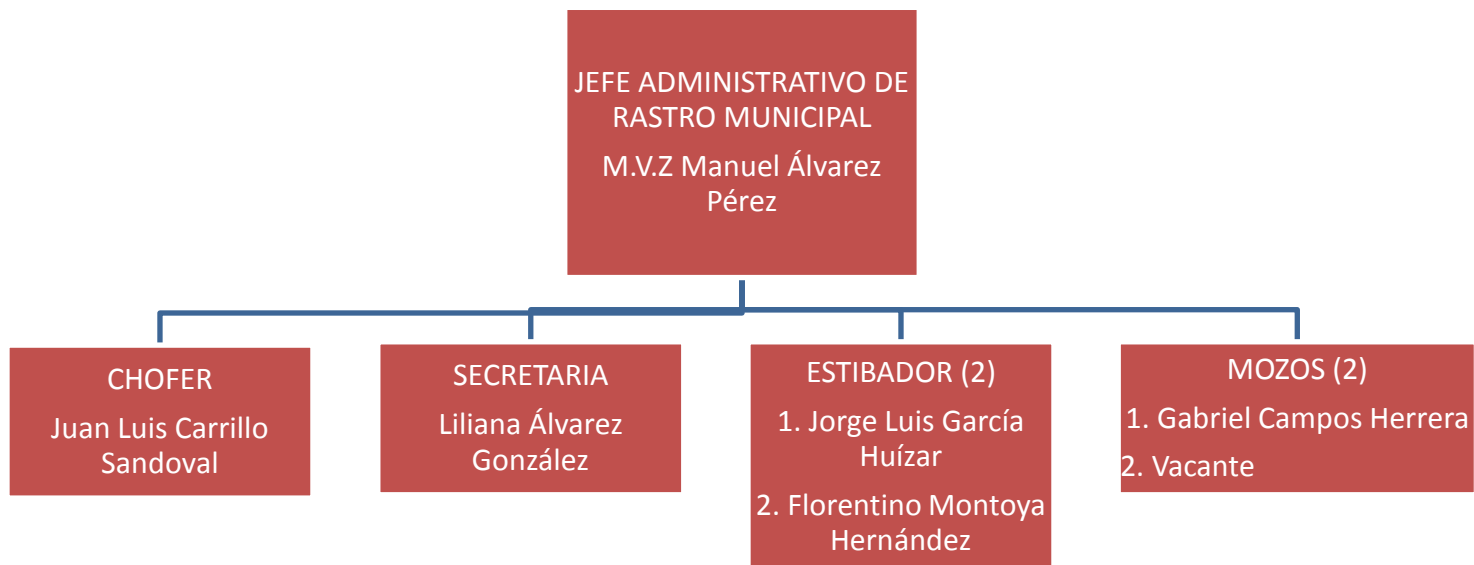 JEFE ADMINISTRATIVO DE
RASTRO MUNICIPAL
M.V.Z Manuel Álvarez
Pérez
CHOFER
Juan Luis Carrillo
Sandoval
SECRETARIA
Liliana Álvarez
González
ESTIBADOR (2)
1. Jorge Luis García
Huízar
2. Florentino Montoya
Hernández
MOZOS (2)
1. Gabriel Campos Herrera
2. Vacante